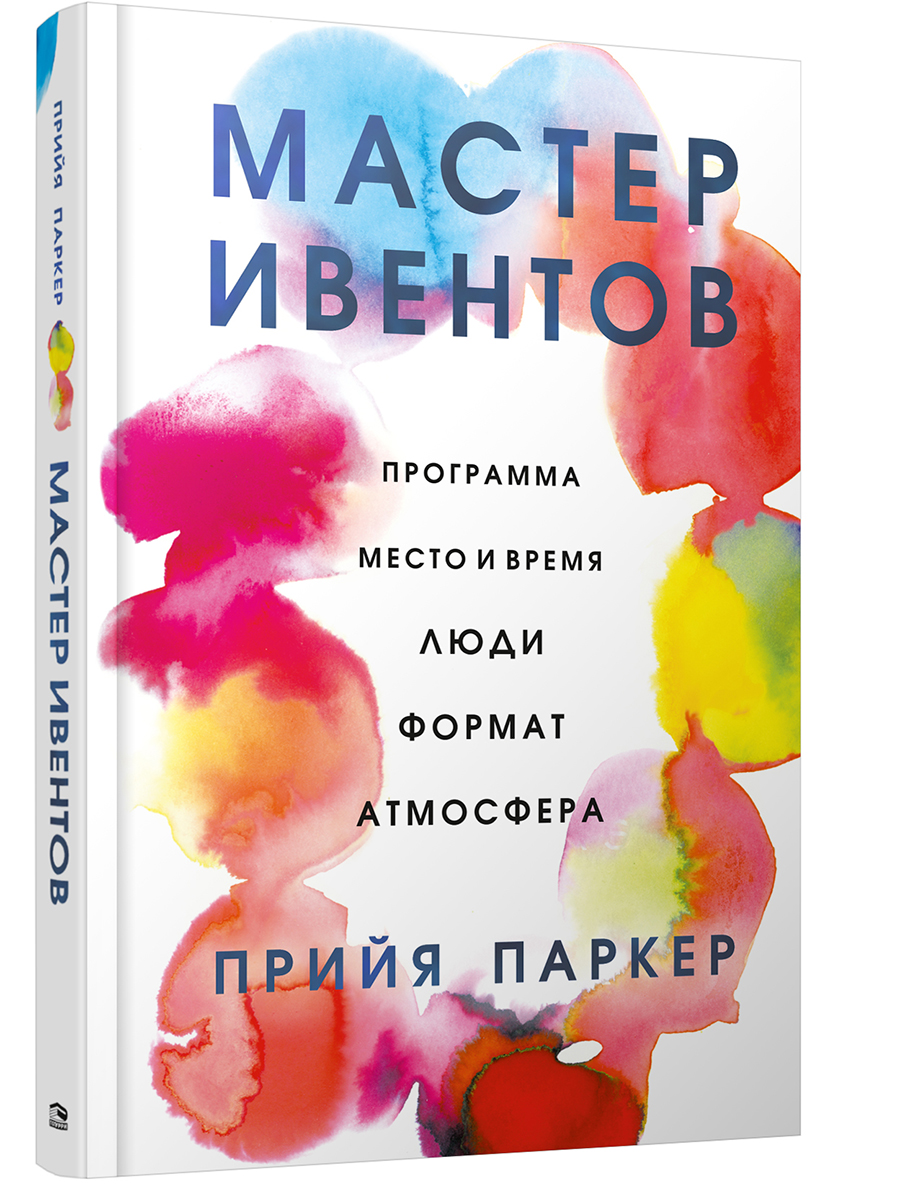 МАСТЕР
ИВЕНТОВ
ПРОГРАММА
МЕСТО И ВРЕМЯ
ЛЮДИ
ФОРМАТ
АТМОСФЕРА
ПРИЙЯ ПАРКЕР
ПРИЙЯ ПАРКЕР
МАСТЕР ИВЕНТОВ